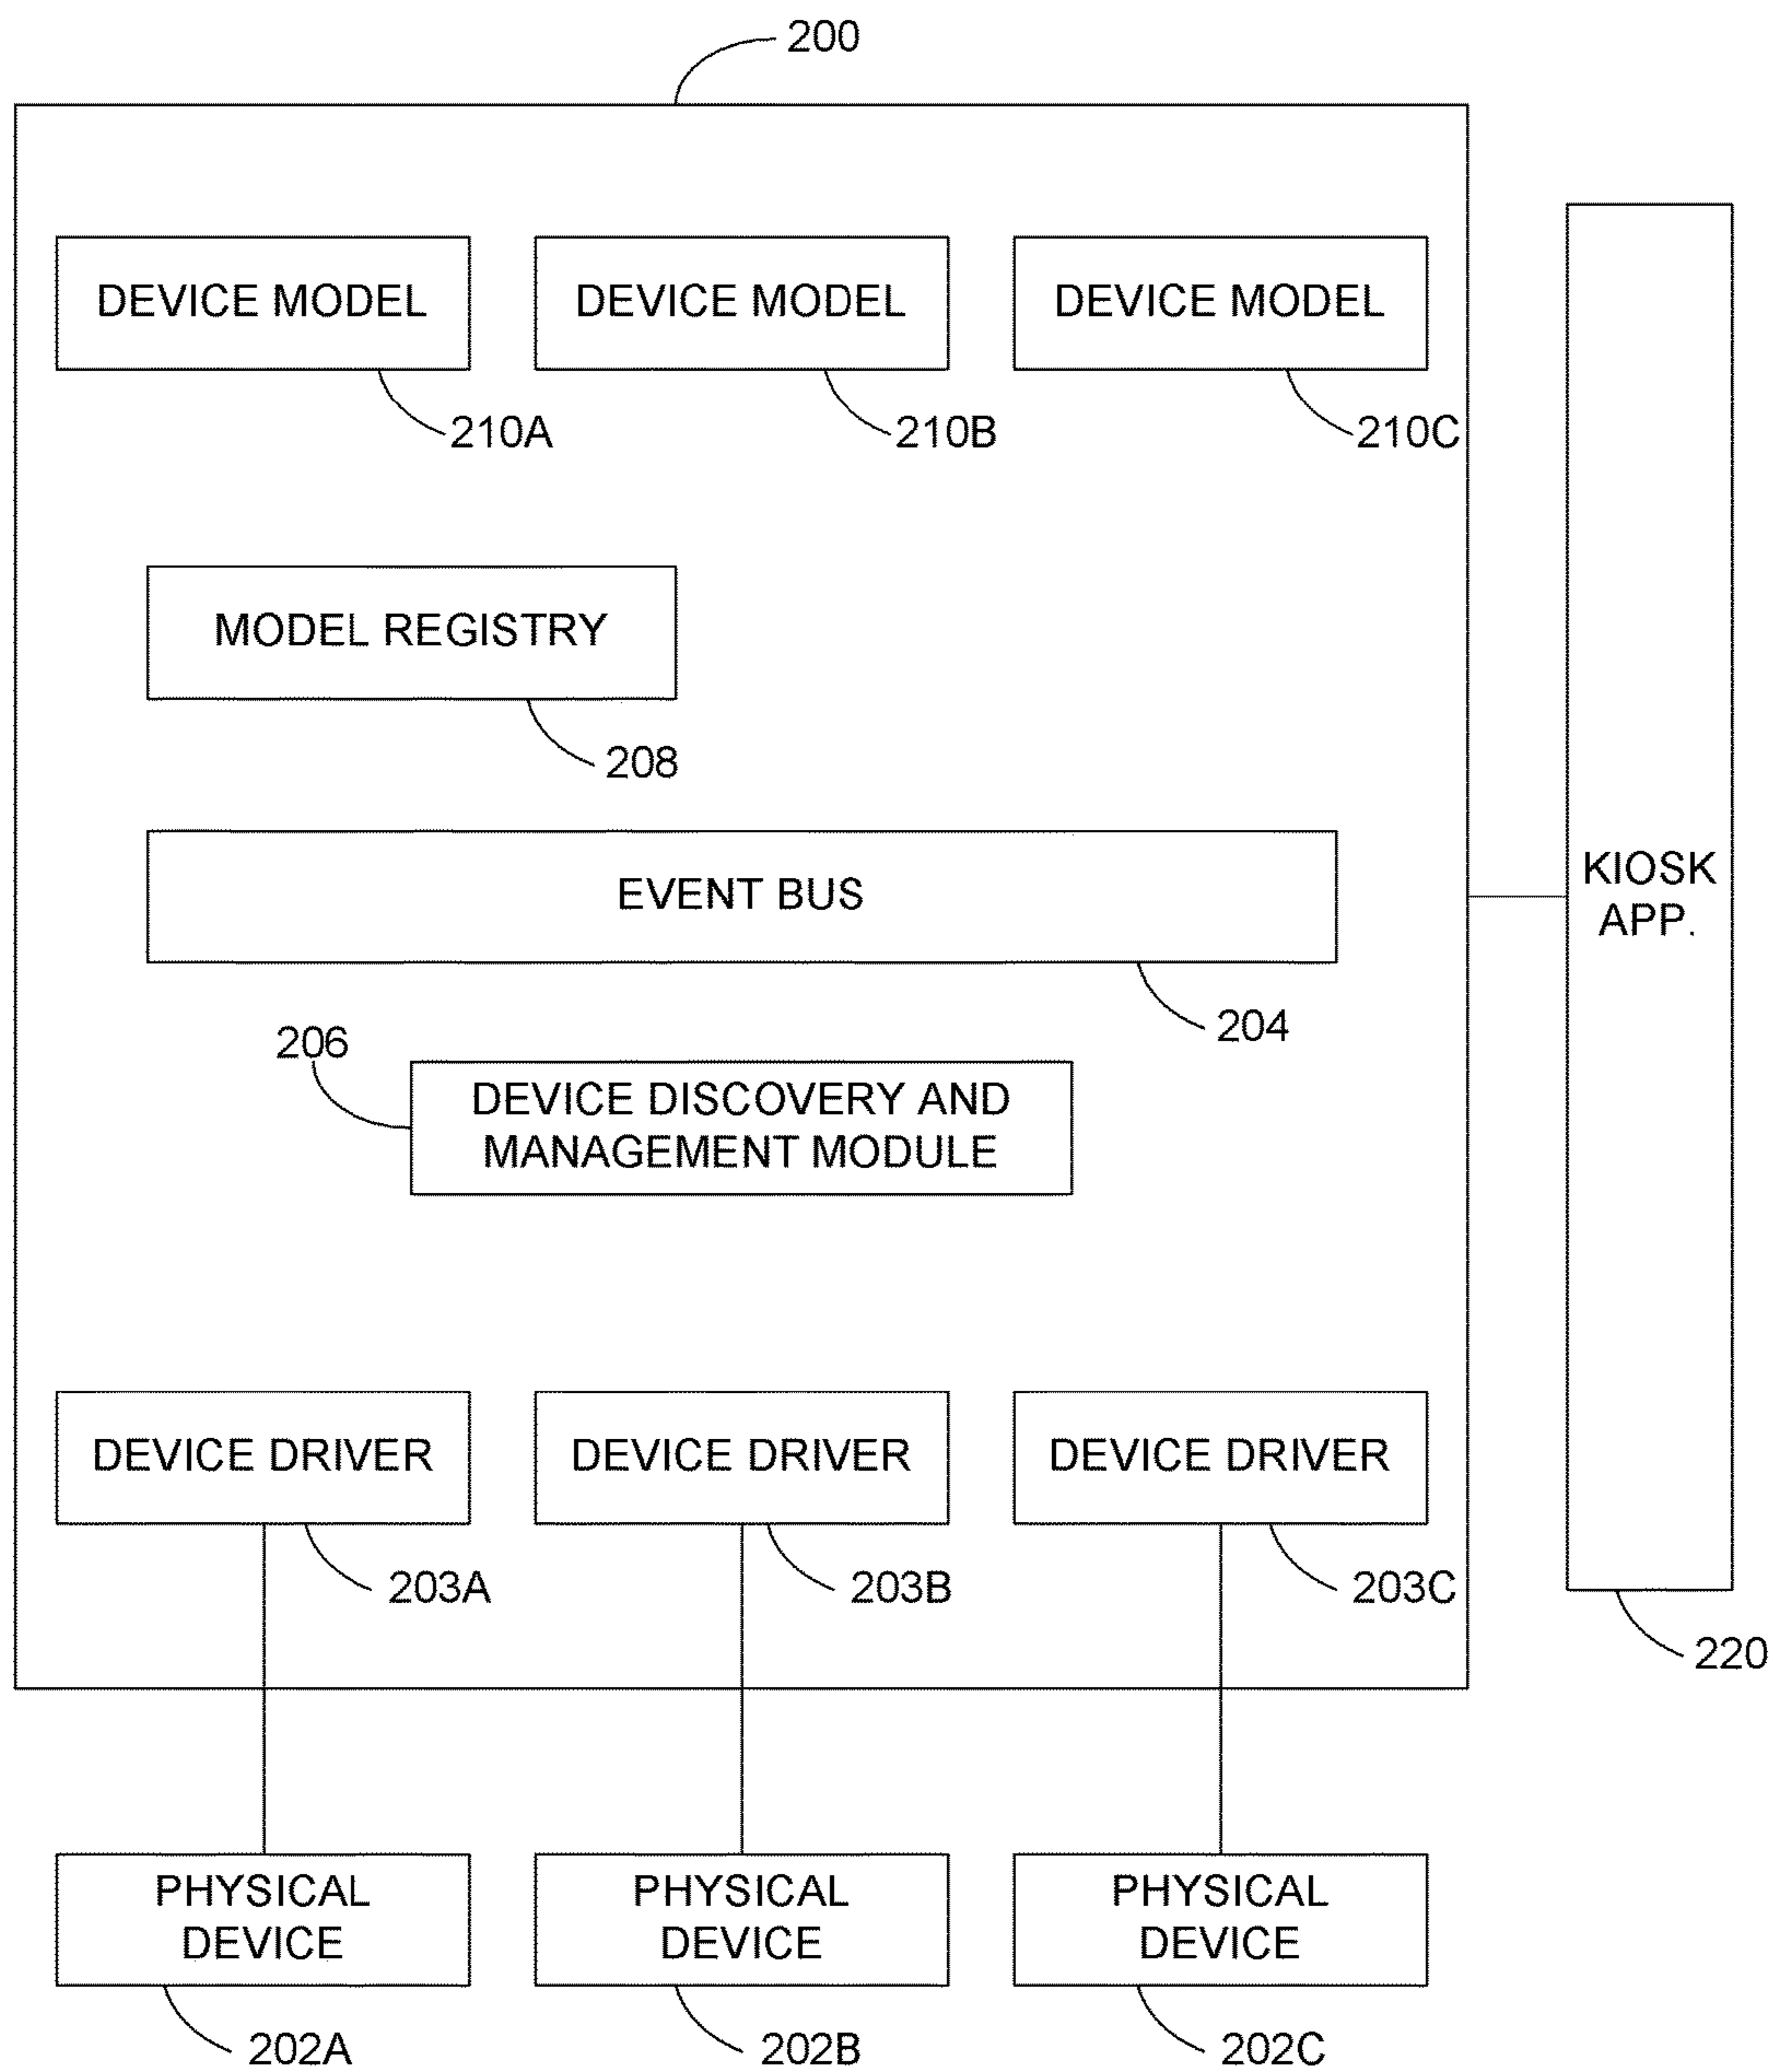 200
DEVICE MODEL
DEVICE MODEL
DEVICE MODEL
210A
210B
210C
MODEL REGISTRY
208
EVENT BUS
204
KIOSK
APP.
206
DEVICE DISCOVERY AND
MANAGEMENT MODULE
DEVICE DRIVER
DEVICE DRIVER
DEVICE DRIVER
203A
203B
203C
220
PHYSICAL
DEVICE
PHYSICAL
DEVICE
PHYSICAL
DEVICE
202A
202B
202C